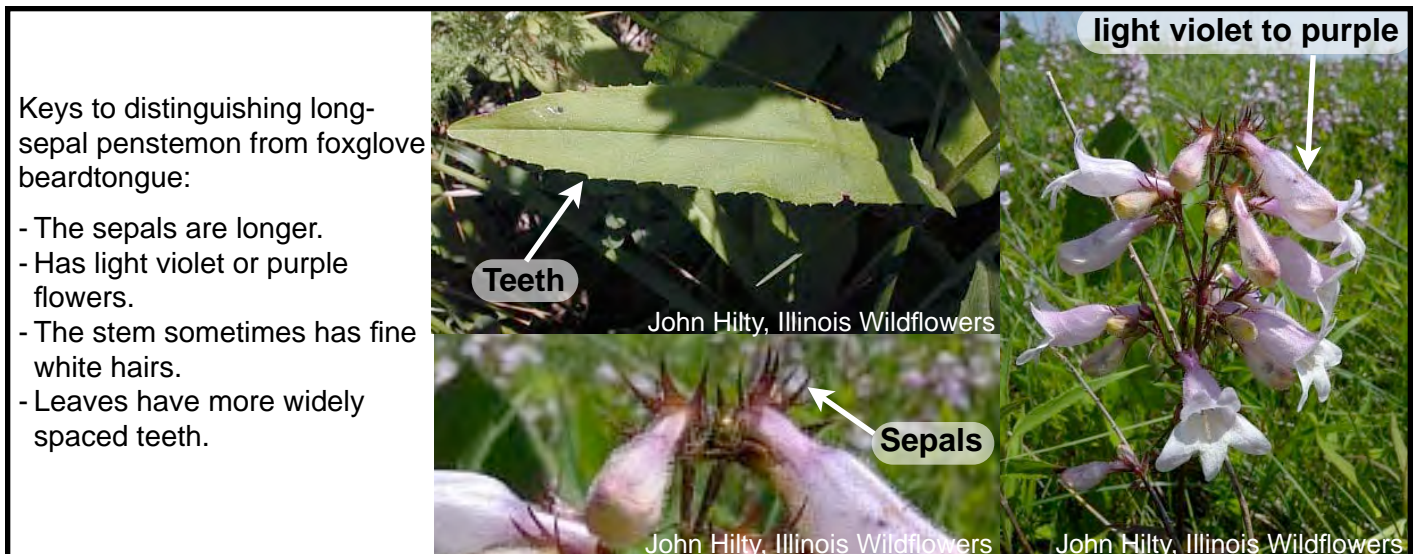 Keys to distinguishing long-
sepal penstemon from foxglove
beardtongue:
- The sepals are longer.
- Has light violet or purple
flowers.
- The stem sometimes has fine
white hairs.
- Leaves have more widely
spaced teeth.
Teeth
John Hilty, Illinois Wildflowers
Sepals
John Hilty, Illinois Wildflowers
light violet to purple
John Hilty, Illinois Wildflowers